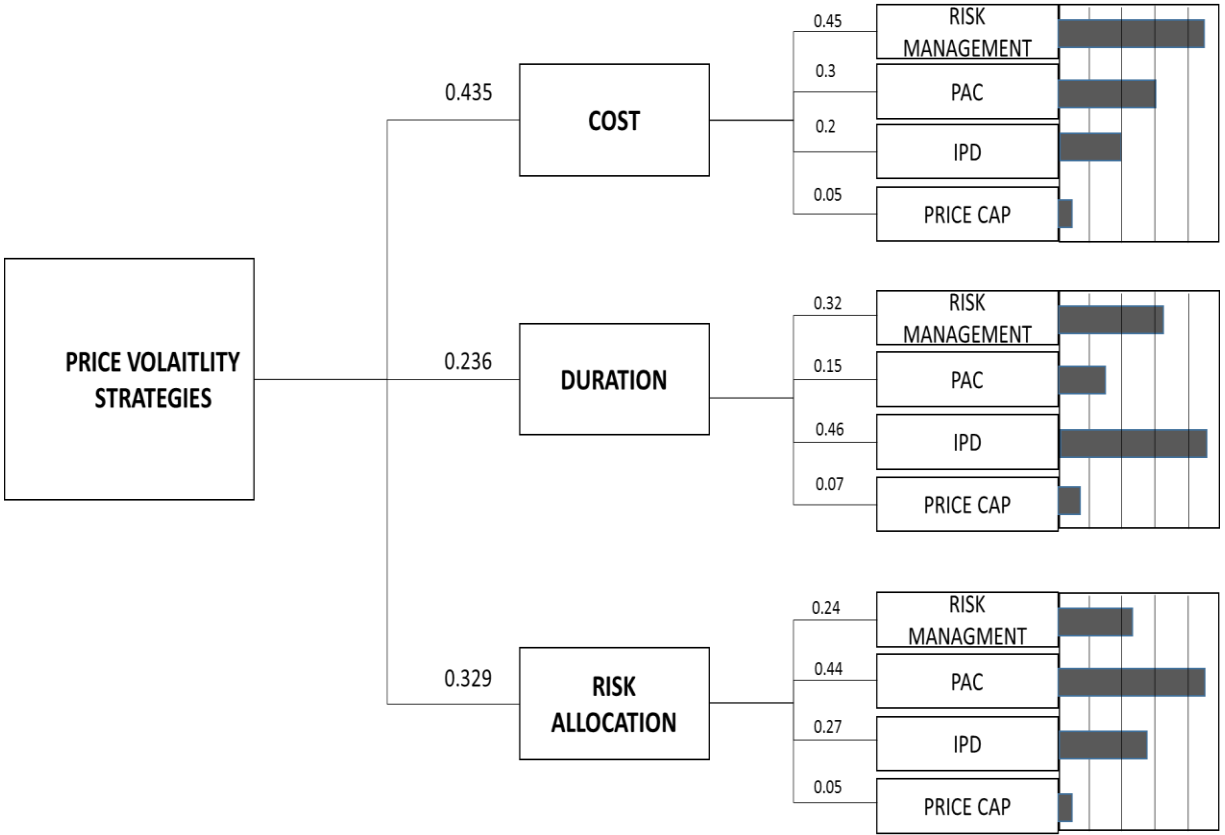 PRICE VOLAITLITY
STRATEGIES
0.435
COST
0.45
RISK
MANAGEMENT
0.3
PAC
0.2
IPD
0.05
PRICE CAP
0.236
DURATION
0.32
RISK
MANAGEMENT
0.15
PAC
0.46
IPD
0.07
PRICE CAP
0.329
RISK
ALLOCATION
0.24
RISK
MANAGMENT
0.44
PAC
0.27
IPD
0.05
PRICE CAP